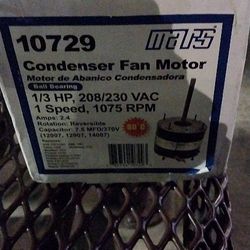 10729
mars
Condenser Fan Motor
Motor de Abanico Condensadora
Ball Bearing
1/3 HP, 208/230 VAC
1 Speed, 1075 RPM
Amps: 2.4
Rotation: Reversible
Capacitor: 7.5 MFD/370V
(12007, 12907, 14007)